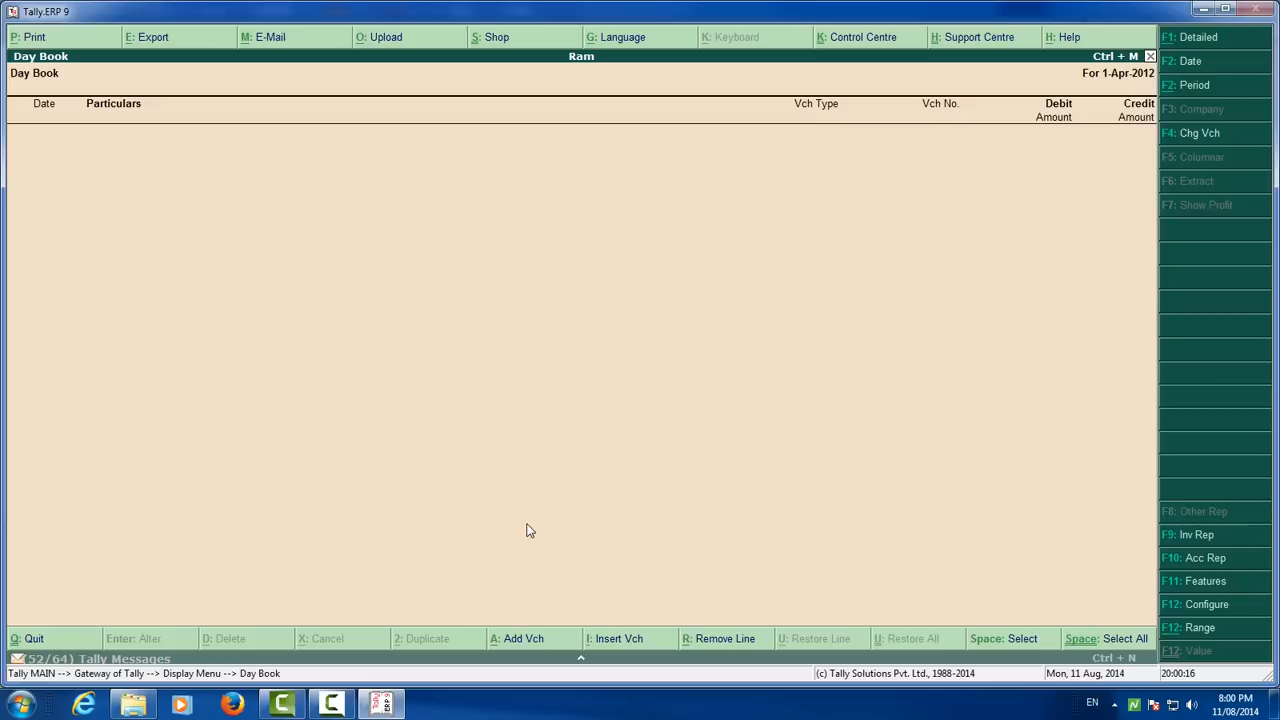 Tally.ERP 9
P: Print
E: Export
M: E-Mail
O: Upload
S: Shop
G: Language
K: Keyboard
K: Control Centre
H: Support Centre
H: Help
Day Book
Ram
Ctrl + M
Day Book
For 1-Apr-2012
Date
Particulars
Vch Type
Vch No.
Debit
Credit
Amount
Amount
F1: Detailed
F2: Date
F2: Period
F3: Company
F4: Chg Vch
F5: Columnar
F6: Extract
F7: Show Profit
F8: Other Rep
F9: Inv Rep
F10: Acc Rep
F11: Features
F12: Configure
F12: Range
F12: Value
Q: Quit
Enter: Alter
D: Delete
X: Cancel
2: Duplicate
A: Add Vch
I: Insert Vch
R: Remove Line
U: Restore Line
U: Restore All
Space: Select
Space: Select All
(52/64) Tally Messages
Ctrl + N
Tally MAIN --> Gateway of Tally --> Display Menu --> Day Book
(c) Tally Solutions Pvt. Ltd., 1988-2014
Mon, 11 Aug, 2014
20:00:16
Tally ERP 9
EN
8:00 PM
11/08/2014